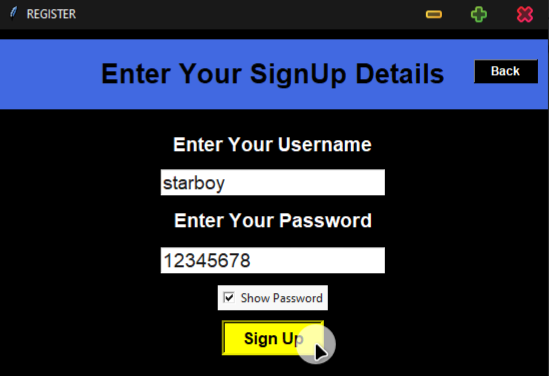 REGISTER
Enter Your SignUp Details
Back
Enter Your Username
starboy
Enter Your Password
12345678
Show Password
Sign Up